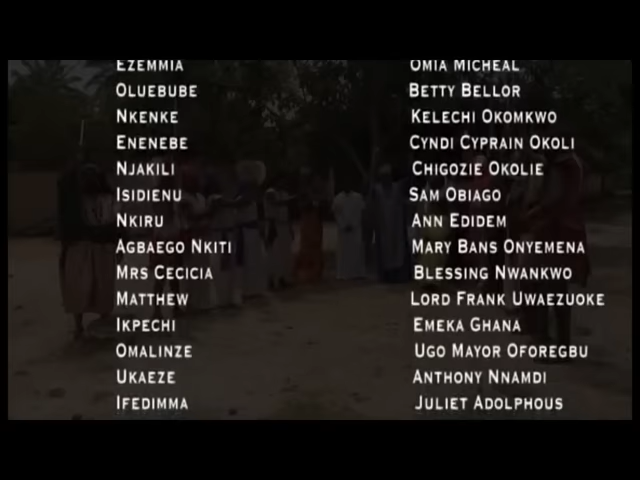 EZEMMIA OMIA MICHEAL
OLUEBUBE BETTY BELLOR
NKENKE KELECHI OKOMKWO
ENENEBE CYNDI CYPRAIN OKOLI
NJAKILI CHIGOZIE OKOLIE
ISIDIENU SAM OBIAGO
NKIRU ANN EDIDEM
AGBAEGO NKITI MARY BANS ONYEMENA
MRS CECICIA BLESSING NWANKWO
MATTHEW LORD FRANK UWAEZUOKE
IKPECHI EMEKA GHANA
OMALINZE UGO MAYOR OFOREGBU
UKAEZE ANTHONY NNAMDI
IFEDIMMA JULIET ADOLPHOUS